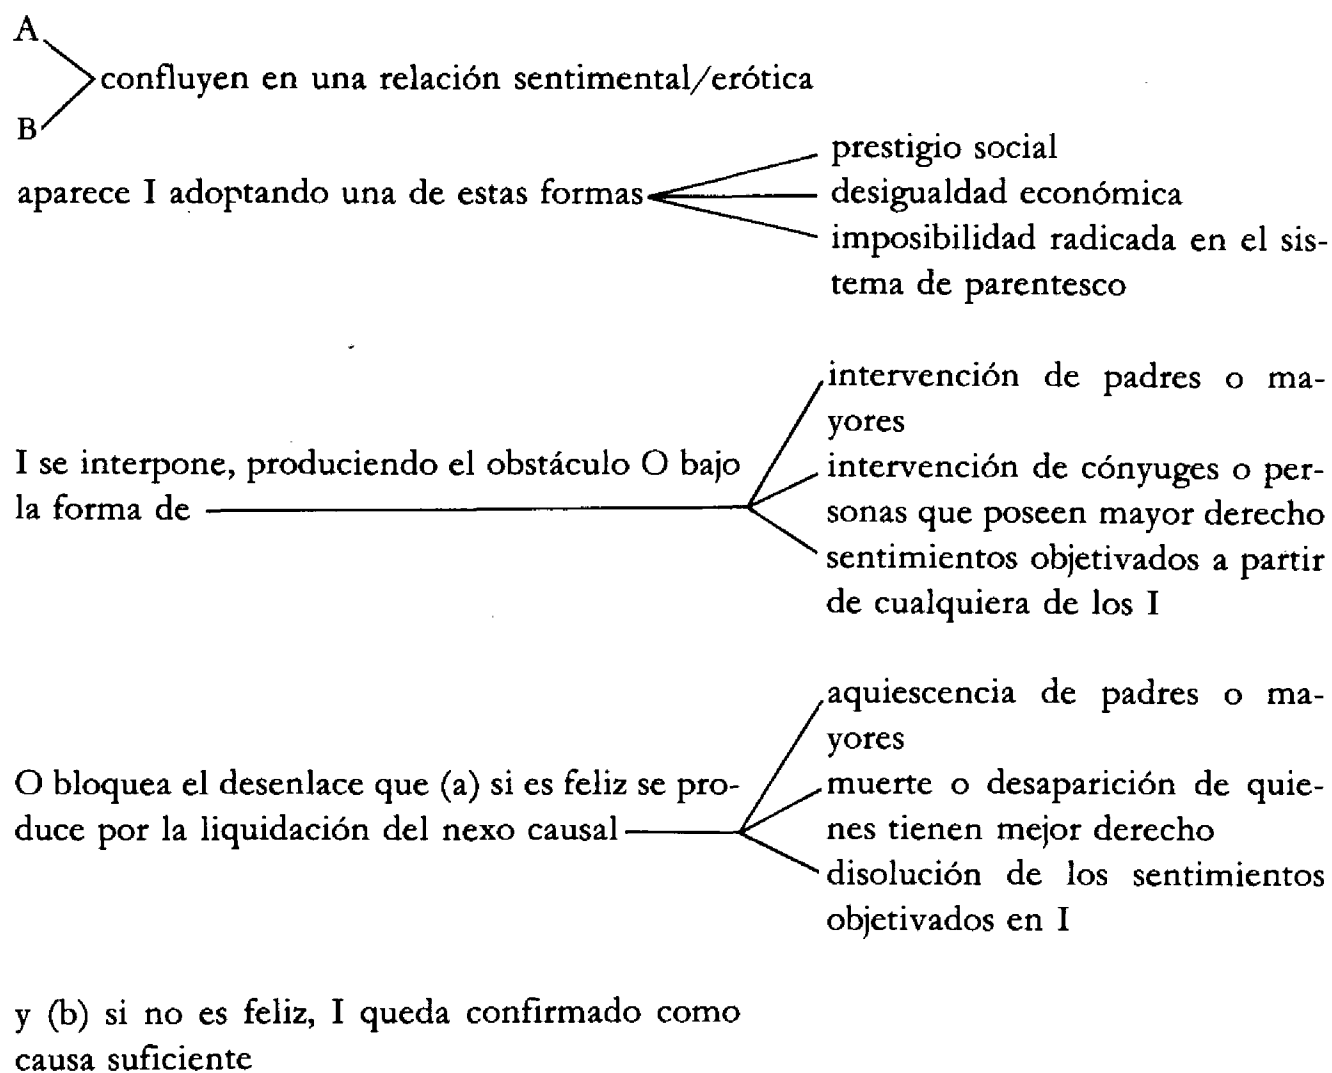 A
confluyen en una relación sentimental/erótica
B
aparece I adoptando una de estas formas
prestigio social
desigualdad económica
imposibilidad radicada en el sis-
tema de parentesco
I se interpone, produciendo el obstáculo O bajo
la forma de
intervención de padres o ma-
yores
intervención de cónyuges o per-
sonas que poseen mayor derecho
sentimientos objetivados a partir
de cualquiera de los I
O bloquea el desenlace que (a) si es feliz se pro-
duce por la liquidación del nexo causal
aquiescencia de padres o ma-
yores
muerte o desaparición de quie-
nes tienen mejor derecho
disolución de los sentimientos
objetivados en I
y (b) si no es feliz, I queda confirmado como
causa suficiente